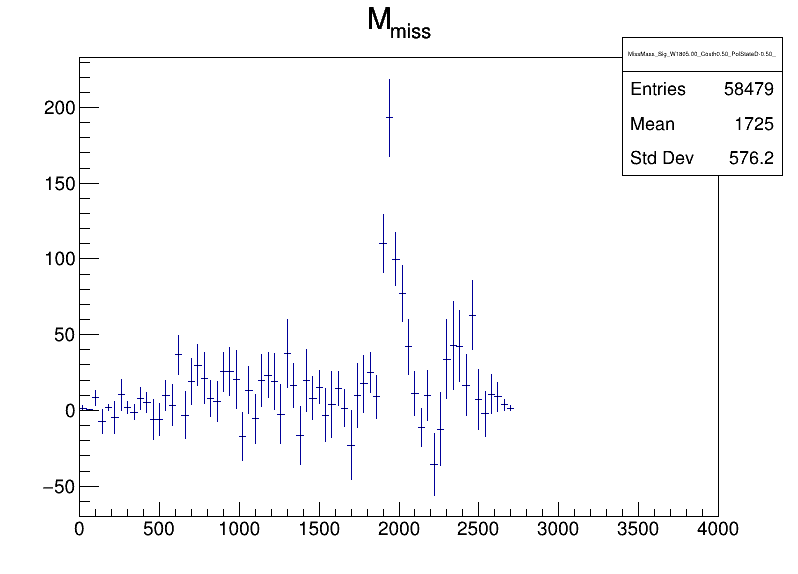 M_miss
MissMass_Sig_W1805.00_Costh0.50_PolStateD-0.50_
Entries 58479
Mean 1725
Std Dev 576.2
200
150
100
50
0
−50
0 500 1000 1500 2000 2500 3000 3500 4000